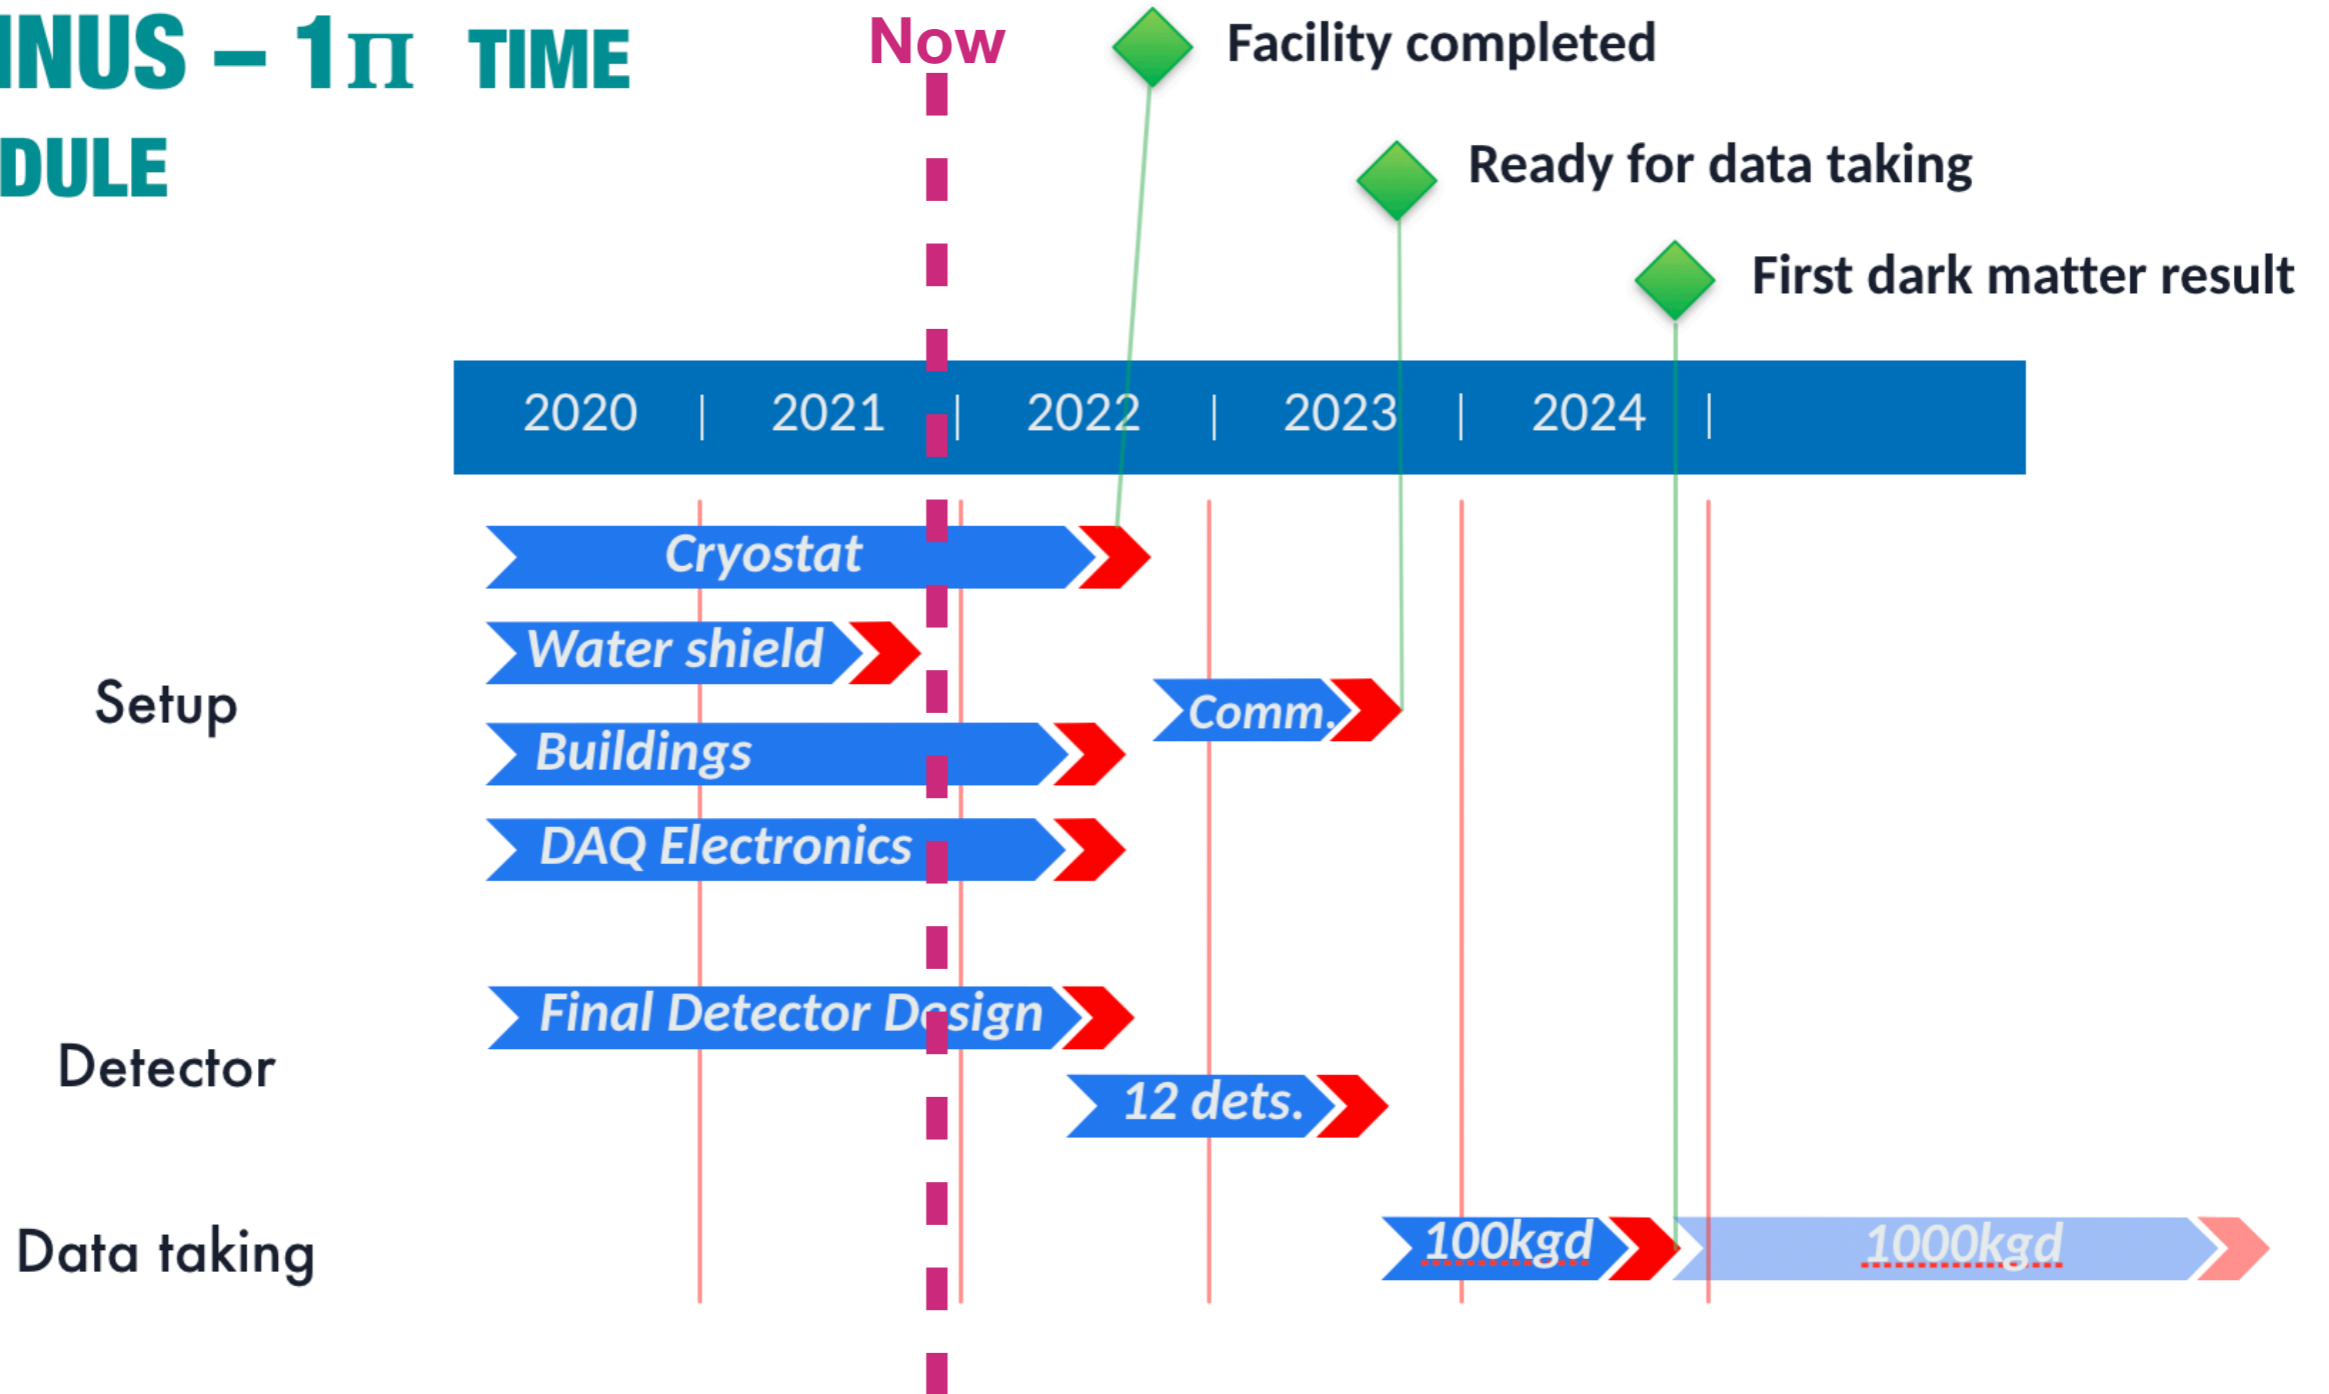 INUS – 1π TIME
DULE
Now
Facility completed
Ready for data taking
First dark matter result
2020 | 2021 | 2022 | 2023 | 2024 |
Cryostat
Water shield
Setup
Comm.
Buildings
DAQ Electronics
Final Detector Design
Detector
12 dets.
Data taking
100kgd
1000kgd